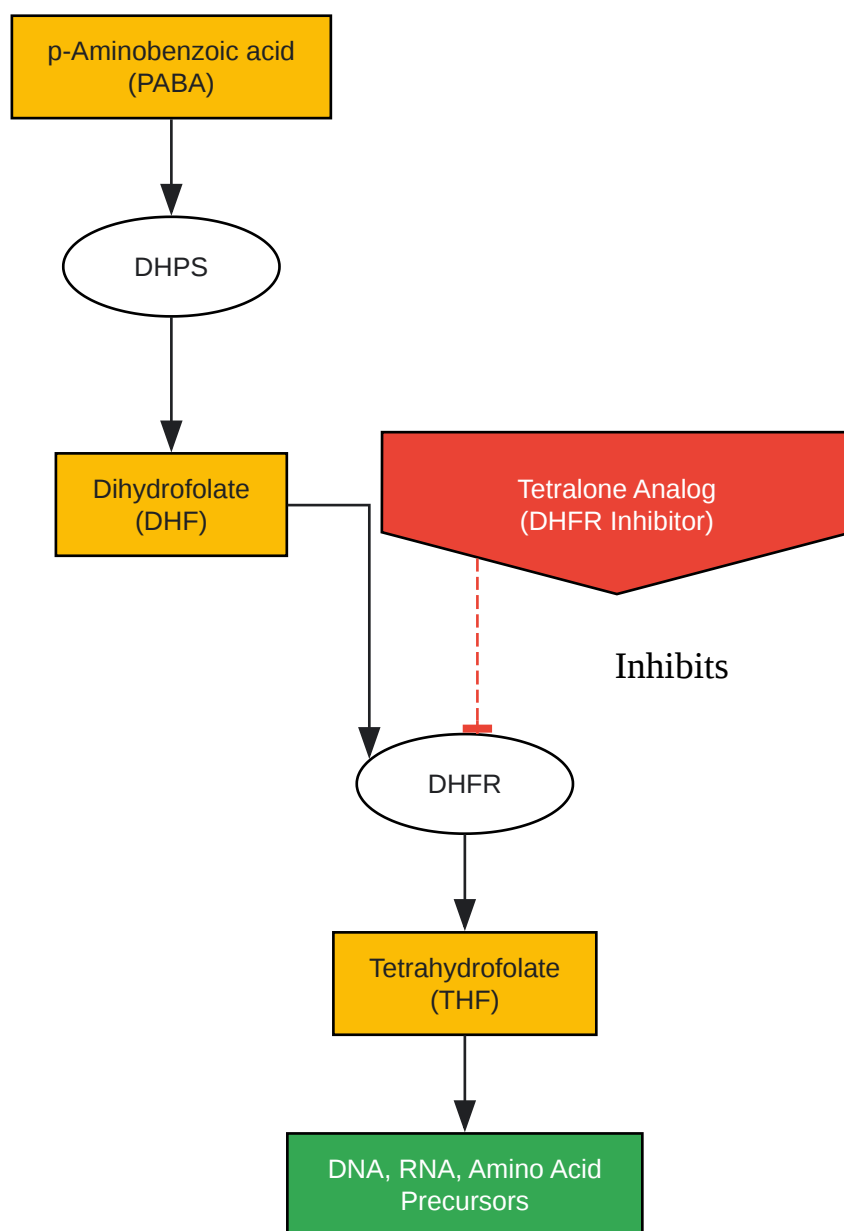 p-Aminobenzoic acid
(PABA)
DHPS
Dihydrofolate
(DHF)
Tetralone Analog
(DHFR Inhibitor)
Inhibits
DHFR
Tetrahydrofolate
(THF)
DNA, RNA, Amino Acid
Precursors